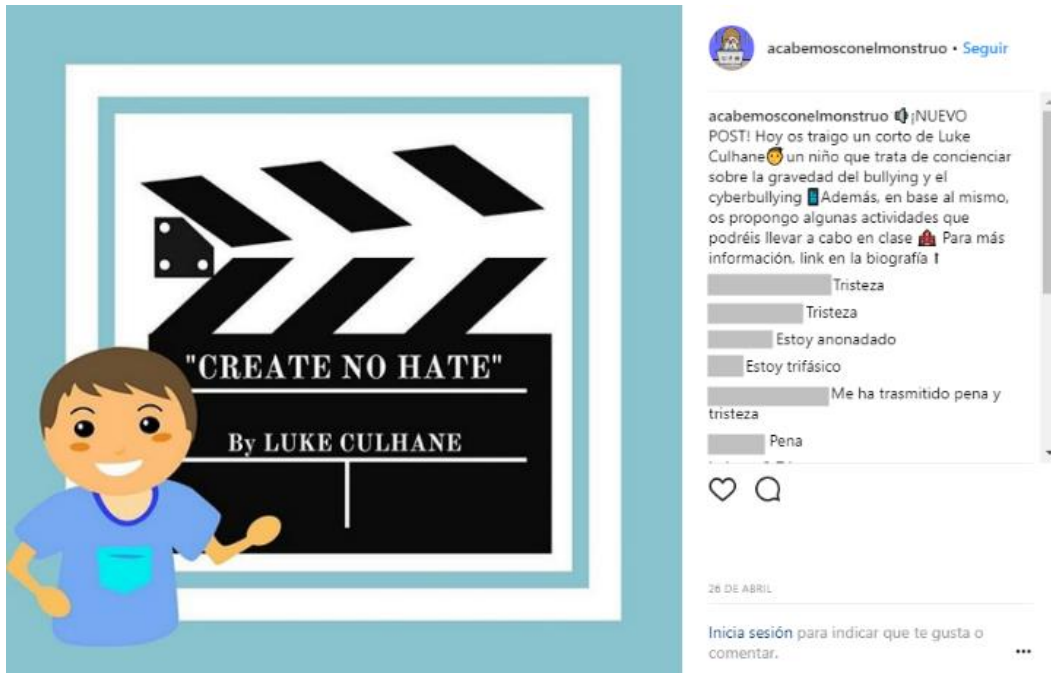 "CREATE NO HATE"
By LUKE CULHANE
acabemosconelmonstruo • Seguir
acabemosconelmonstruo ¡NUEVO
POST! Hoy os traigo un corto de Luke
Culhane un niño que trata de concienciar
sobre la gravedad del bullying y el
cyberbullying Además, en base al mismo,
os propongo algunas actividades que
podréis llevar a cabo en clase Para más
información, link en la biografía
Tristeza
Tristeza
Estoy anonadado
Estoy trifásico
Me ha trasmitido pena y
tristeza
Pena
26 DE ABRIL
Inicia sesión para indicar que te gusta o
comentar.